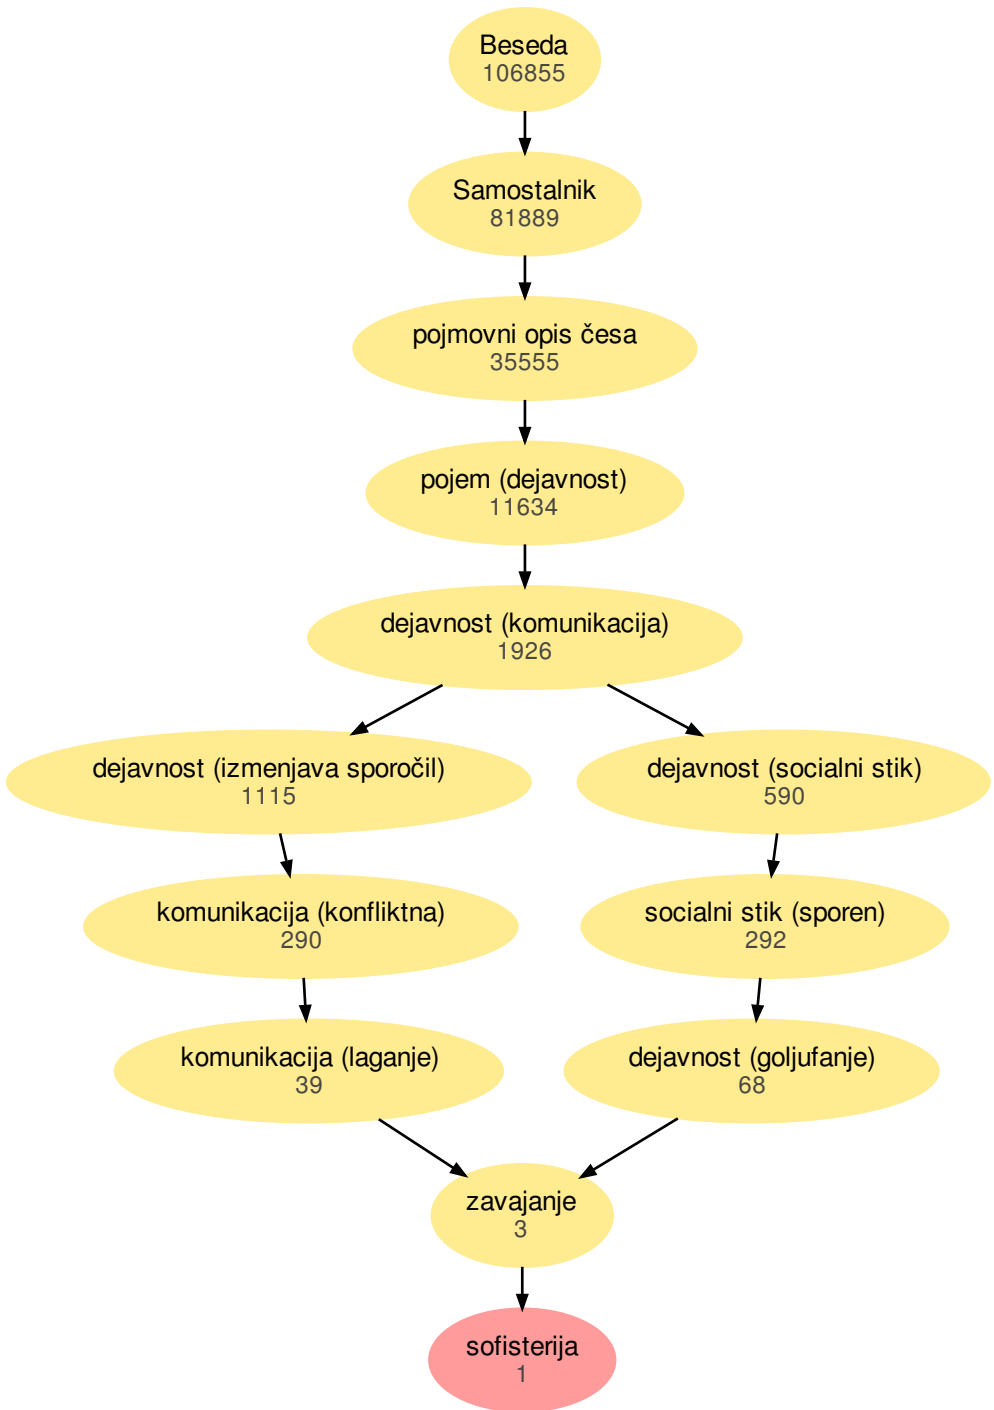 Beseda
106855
Samostalnik
81889
pojmovni opis česa
35555
pojem (dejavnost)
11634
dejavnost (komunikacija)
1926
dejavnost (izmenjava sporočil)
1115
dejavnost (socialni stik)
590
komunikacija (konfliktna)
290
socialni stik (sporen)
292
komunikacija (laganje)
39
dejavnost (goljufanje)
68
zavajanje
3
sofisterija
1